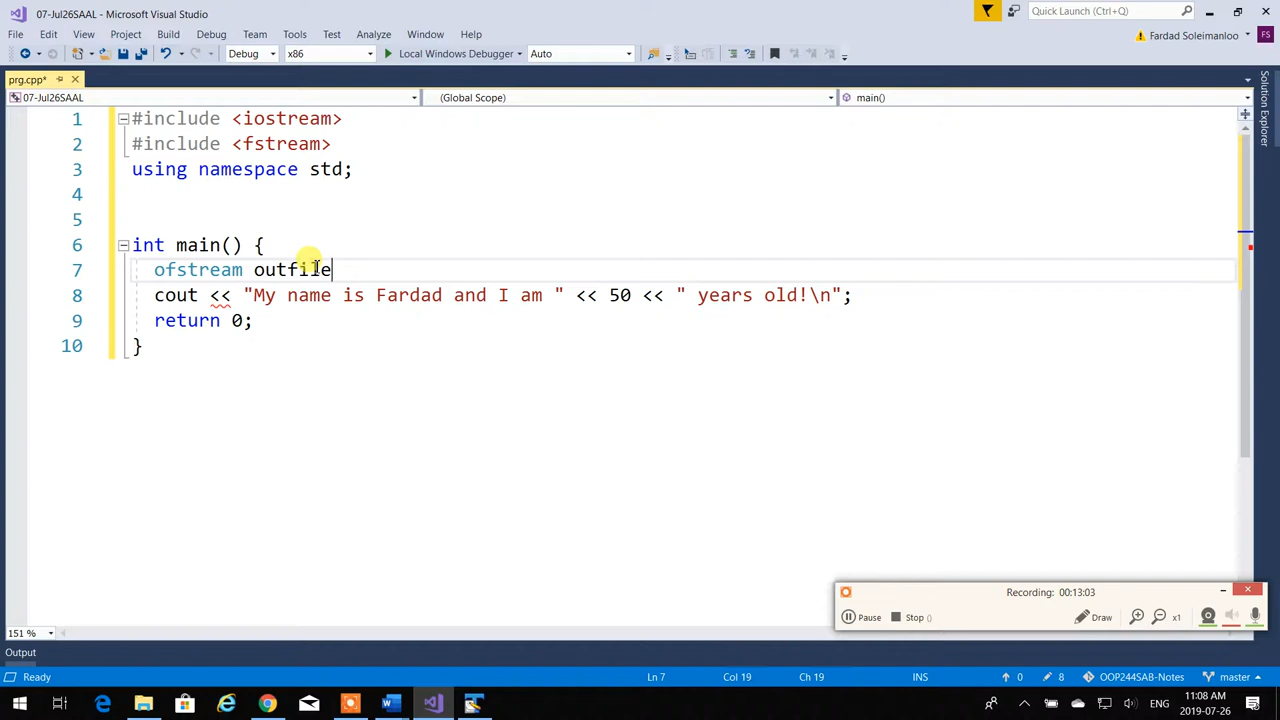 07-Jul26SAAL - Microsoft Visual Studio
Quick Launch (Ctrl+Q)
File Edit View Project Build Debug Team Tools Test Analyze Window Help
Fardad Soleimanloo FS
Debug x86 Local Windows Debugger Auto
prg.cpp*
07-Jul26SAAL (Global Scope) main()
Solution Explorer
1 #include <iostream>
2 #include <fstream>
3 using namespace std;
4
5
6 int main() {
7 ofstream outfile
8 cout << "My name is Fardad and I am " << 50 << " years old!\n";
9 return 0;
10 }
Recording: 00:13:03
Pause Stop () Draw x1
151 %
Output
Ready Ln 7 Col 19 Ch 19 INS 0 8 OOP244SAB-Notes master
ENG 11:08 AM
2019-07-26